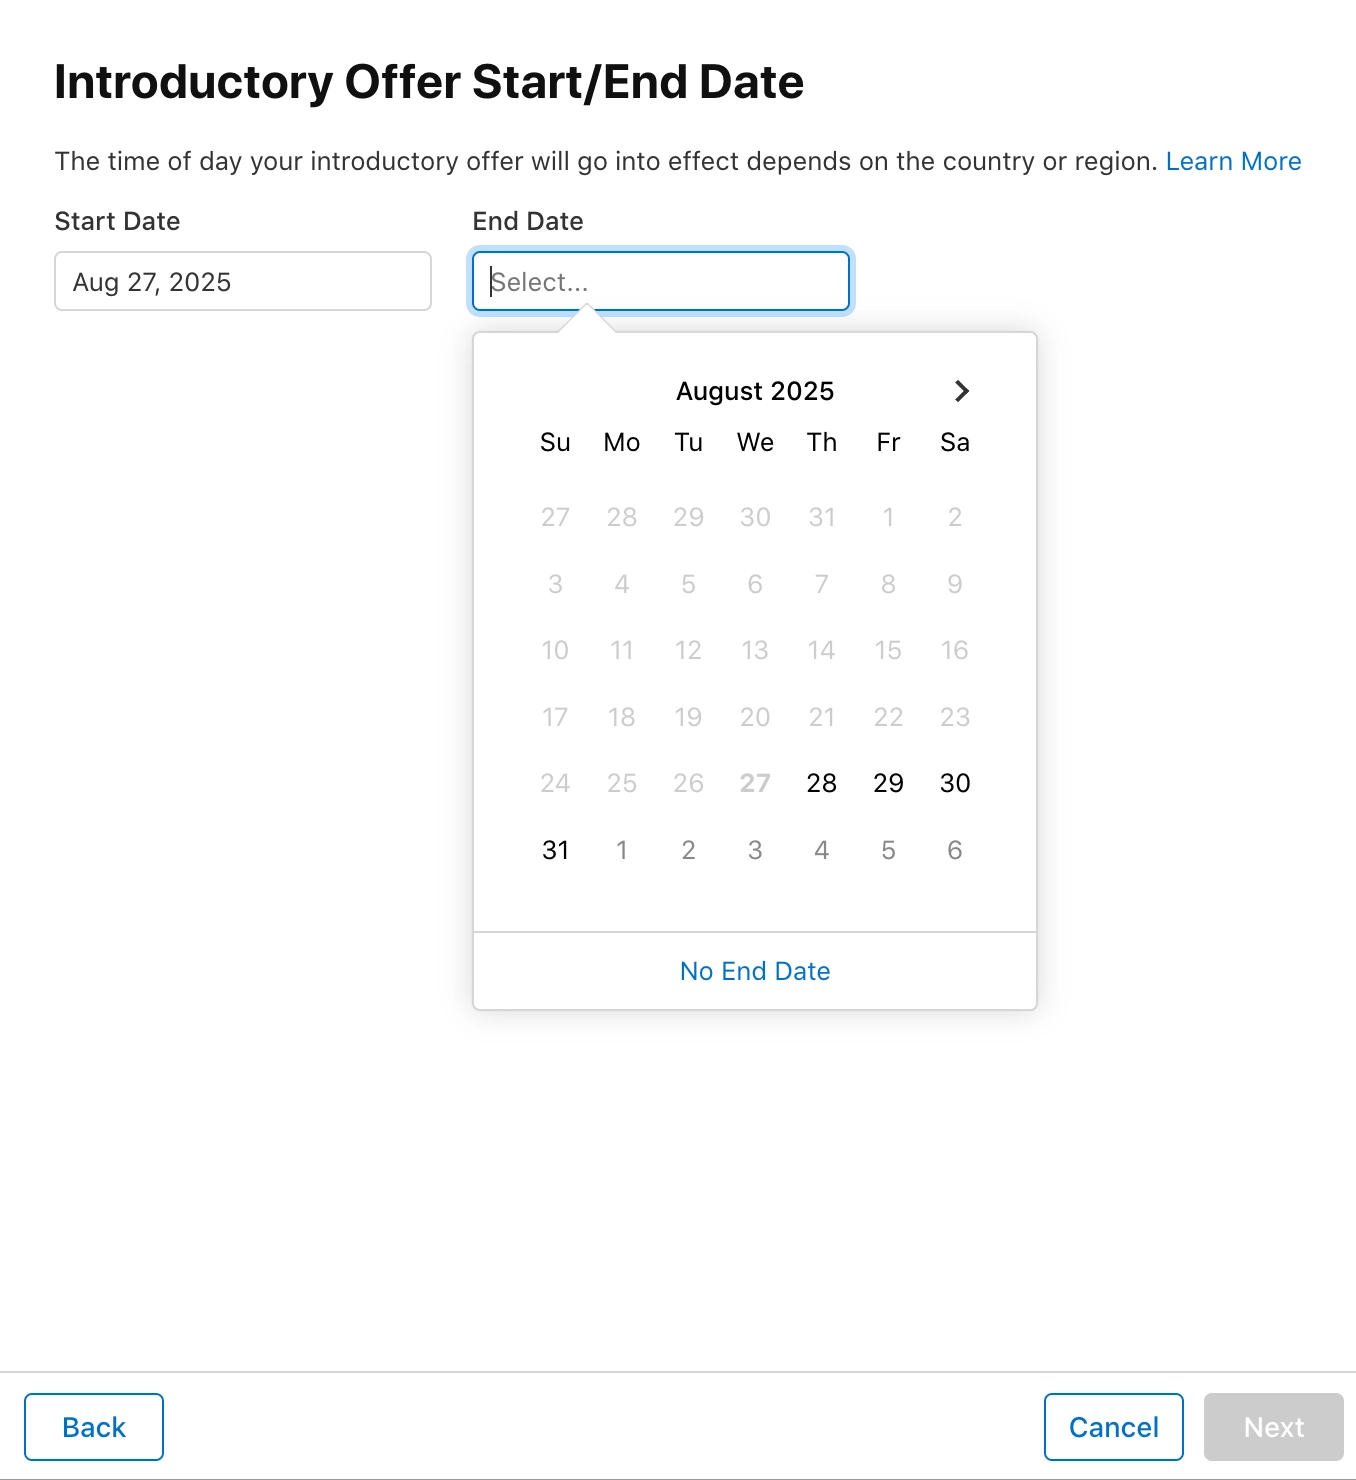 Introductory Offer Start/End Date
The time of day your introductory offer will go into effect depends on the country or region. Learn More
Start Date
End Date
Aug 27, 2025
Select...
August 2025
Su Mo Tu We Th Fr Sa
27 28 29 30 31 1 2
3 4 5 6 7 8 9
10 11 12 13 14 15 16
17 18 19 20 21 22 23
24 25 26 27 28 29 30
31 1 2 3 4 5 6
No End Date
Back
Cancel
Next